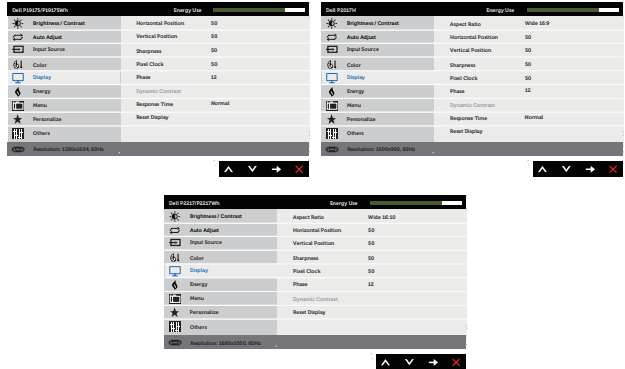 Dell P1917S/P1917SWh Energy Use
Brightness / Contrast Horizontal Position 50
Auto Adjust Vertical Position 50
Input Source Sharpness 50
Color Pixel Clock 50
Display Phase 12
Energy Dynamic Contrast
Menu Response Time Normal
Personalize Reset Display
Others
Resolution: 1280x1024, 60Hz
Dell P2017H Energy Use
Brightness / Contrast Aspect Ratio Wide 16:9
Auto Adjust Horizontal Position 50
Input Source Vertical Position 50
Color Sharpness 50
Display Pixel Clock 50
Energy Phase 12
Menu Dynamic Contrast
Personalize Response Time Normal
Others Reset Display
Resolution: 1600x900, 60Hz
Dell P2217/P2217Wh Energy Use
Brightness / Contrast Aspect Ratio Wide 16:10
Auto Adjust Horizontal Position 50
Input Source Vertical Position 50
Color Sharpness 50
Display Pixel Clock 50
Energy Phase 12
Menu Dynamic Contrast
Personalize Reset Display
Others
Resolution: 1680x1050, 60Hz